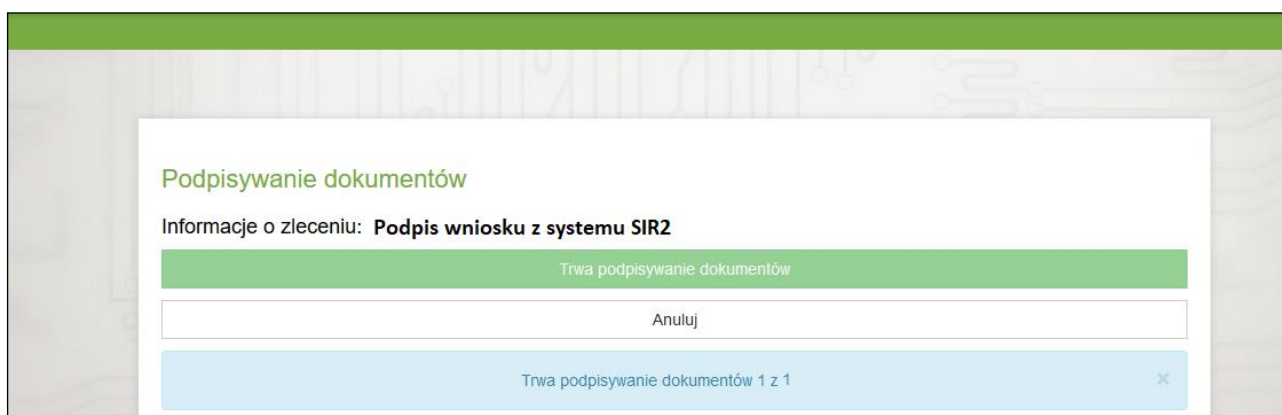 Podpisywanie dokumentów
Informacje o zleceniu: Podpis wniosku z systemu SIR2
Trwa podpisywanie dokumentów
Anuluj
Trwa podpisywanie dokumentów 1 z 1 ×